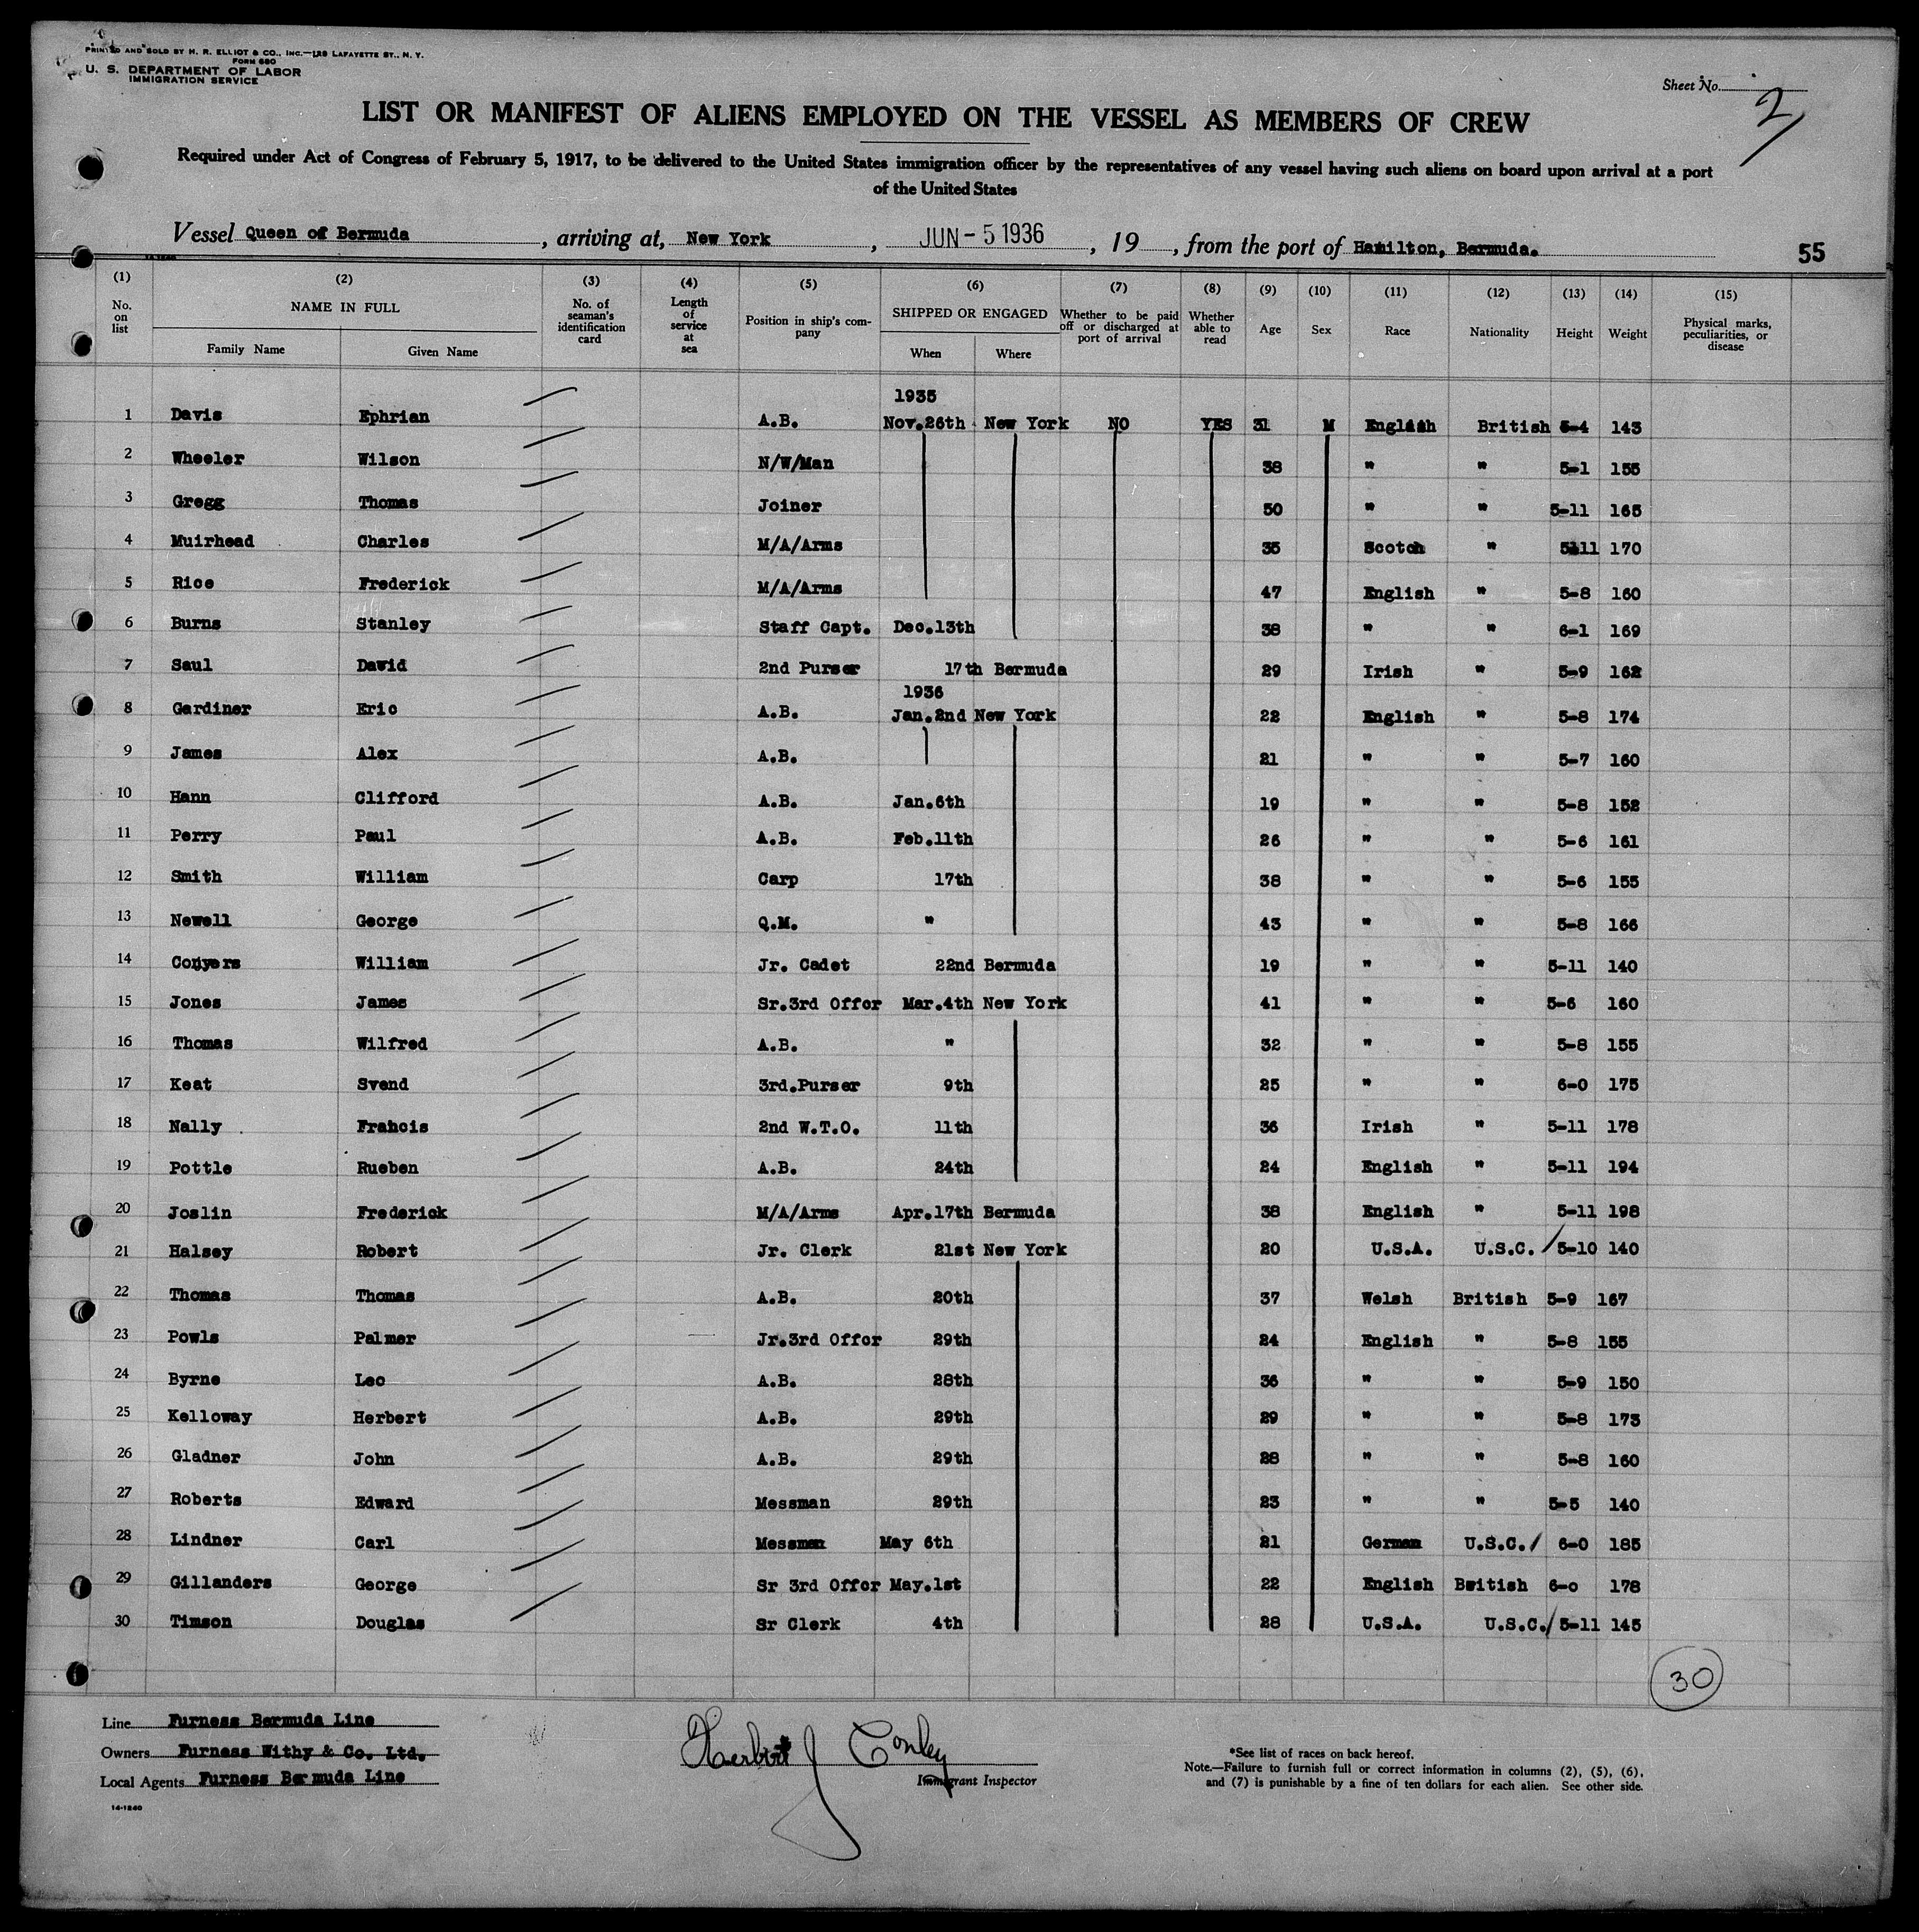 PRINTED AND SOLD BY H. R. ELLIOT & CO., INC.—129 LAFAYETTE ST., N. Y.
FORM 680
U. S. DEPARTMENT OF LABOR
IMMIGRATION SERVICE
Sheet No. 2
LIST OR MANIFEST OF ALIENS EMPLOYED ON THE VESSEL AS MEMBERS OF CREW
Required under Act of Congress of February 5, 1917, to be delivered to the United States immigration officer by the representatives of any vessel having such aliens on board upon arrival at a port
of the United States
Vessel Queen of Bermuda, arriving at, New York, JUN - 5 1936, 19, from the port of Hamilton, Bermuda.
55
(1) (2) (3) (4) (5) (6) (7) (8) (9) (10) (11) (12) (13) (14) (15)
No. on list NAME IN FULL Family Name Given Name No. of seaman's identification card Length of service at sea Position in ship's company SHIPPED OR ENGAGED When Where Whether to be paid off or discharged at port of arrival Whether able to read Age Sex Race Nationality Height Weight Physical marks, peculiarities, or disease
1935
1 Davis Ephrian A.B. Nov.26th New York NO YES 31 M English British 5-4 143
2 Wheeler Wilson N/W/Man 38 " " 5-1 155
3 Gregg Thomas Joiner 50 " " 5-11 165
4 Muirhead Charles M/A/Arms 35 Scotch " 5-11 170
5 Rice Frederick M/A/Arms 47 English " 5-8 160
6 Burns Stanley Staff Capt. Dec.13th 38 " " 6-1 169
7 Saul David 2nd Purser 17th Bermuda 29 Irish " 5-9 162
1936
8 Gardiner Eric A.B. Jan.2nd New York 22 English " 5-8 174
9 James Alex A.B. 21 " " 5-7 160
10 Hann Clifford A.B. Jan.6th 19 " " 5-8 152
11 Perry Paul A.B. Feb.11th 26 " " 5-6 161
12 Smith William Carp 17th 38 " " 5-6 155
13 Newell George Q.M. " 43 " " 5-8 166
14 Conyers William Jr. Cadet 22nd Bermuda 19 " " 5-11 140
15 Jones James Sr.3rd Offcr Mar.4th New York 41 " " 5-6 160
16 Thomas Wilfred A.B. " 32 " " 5-8 155
17 Keat Svend 3rd.Purser 9th 25 " " 6-0 175
18 Nally Francis 2nd W.T.O. 11th 36 Irish " 5-11 178
19 Pottle Rueben A.B. 24th 24 English " 5-11 194
20 Joslin Frederick M/A/Arms Apr.17th Bermuda 38 English " 5-11 198
21 Halsey Robert Jr. Clerk 21st New York 20 U.S.A. U.S.C. 5-10 140
22 Thomas Thomas A.B. 20th 37 Welsh British 5-9 167
23 Powls Palmer Jr.3rd Offcr 29th 24 English " 5-8 155
24 Byrne Leo A.B. 28th 36 " " 5-9 150
25 Kelloway Herbert A.B. 29th 29 " " 5-8 173
26 Gladner John A.B. 29th 28 " " 5-8 160
27 Roberts Edward Messman 29th 23 " " 5-5 140
28 Lindner Carl Messman May 6th 21 German U.S.C. 6-0 185
29 Gillanders George Sr 3rd Offcr May.1st 22 English British 6-0 178
30 Timson Douglas Sr Clerk 4th 28 U.S.A. U.S.C. 5-11 145
30
Line Furness Bermuda Line
Owners Furness Withy & Co. Ltd.
Local Agents Furness Bermuda Line
14-1240
Herbert J Conley
Immigrant Inspector
*See list of races on back hereof.
Note.—Failure to furnish full or correct information in columns (2), (5), (6),
and (7) is punishable by a fine of ten dollars for each alien. See other side.